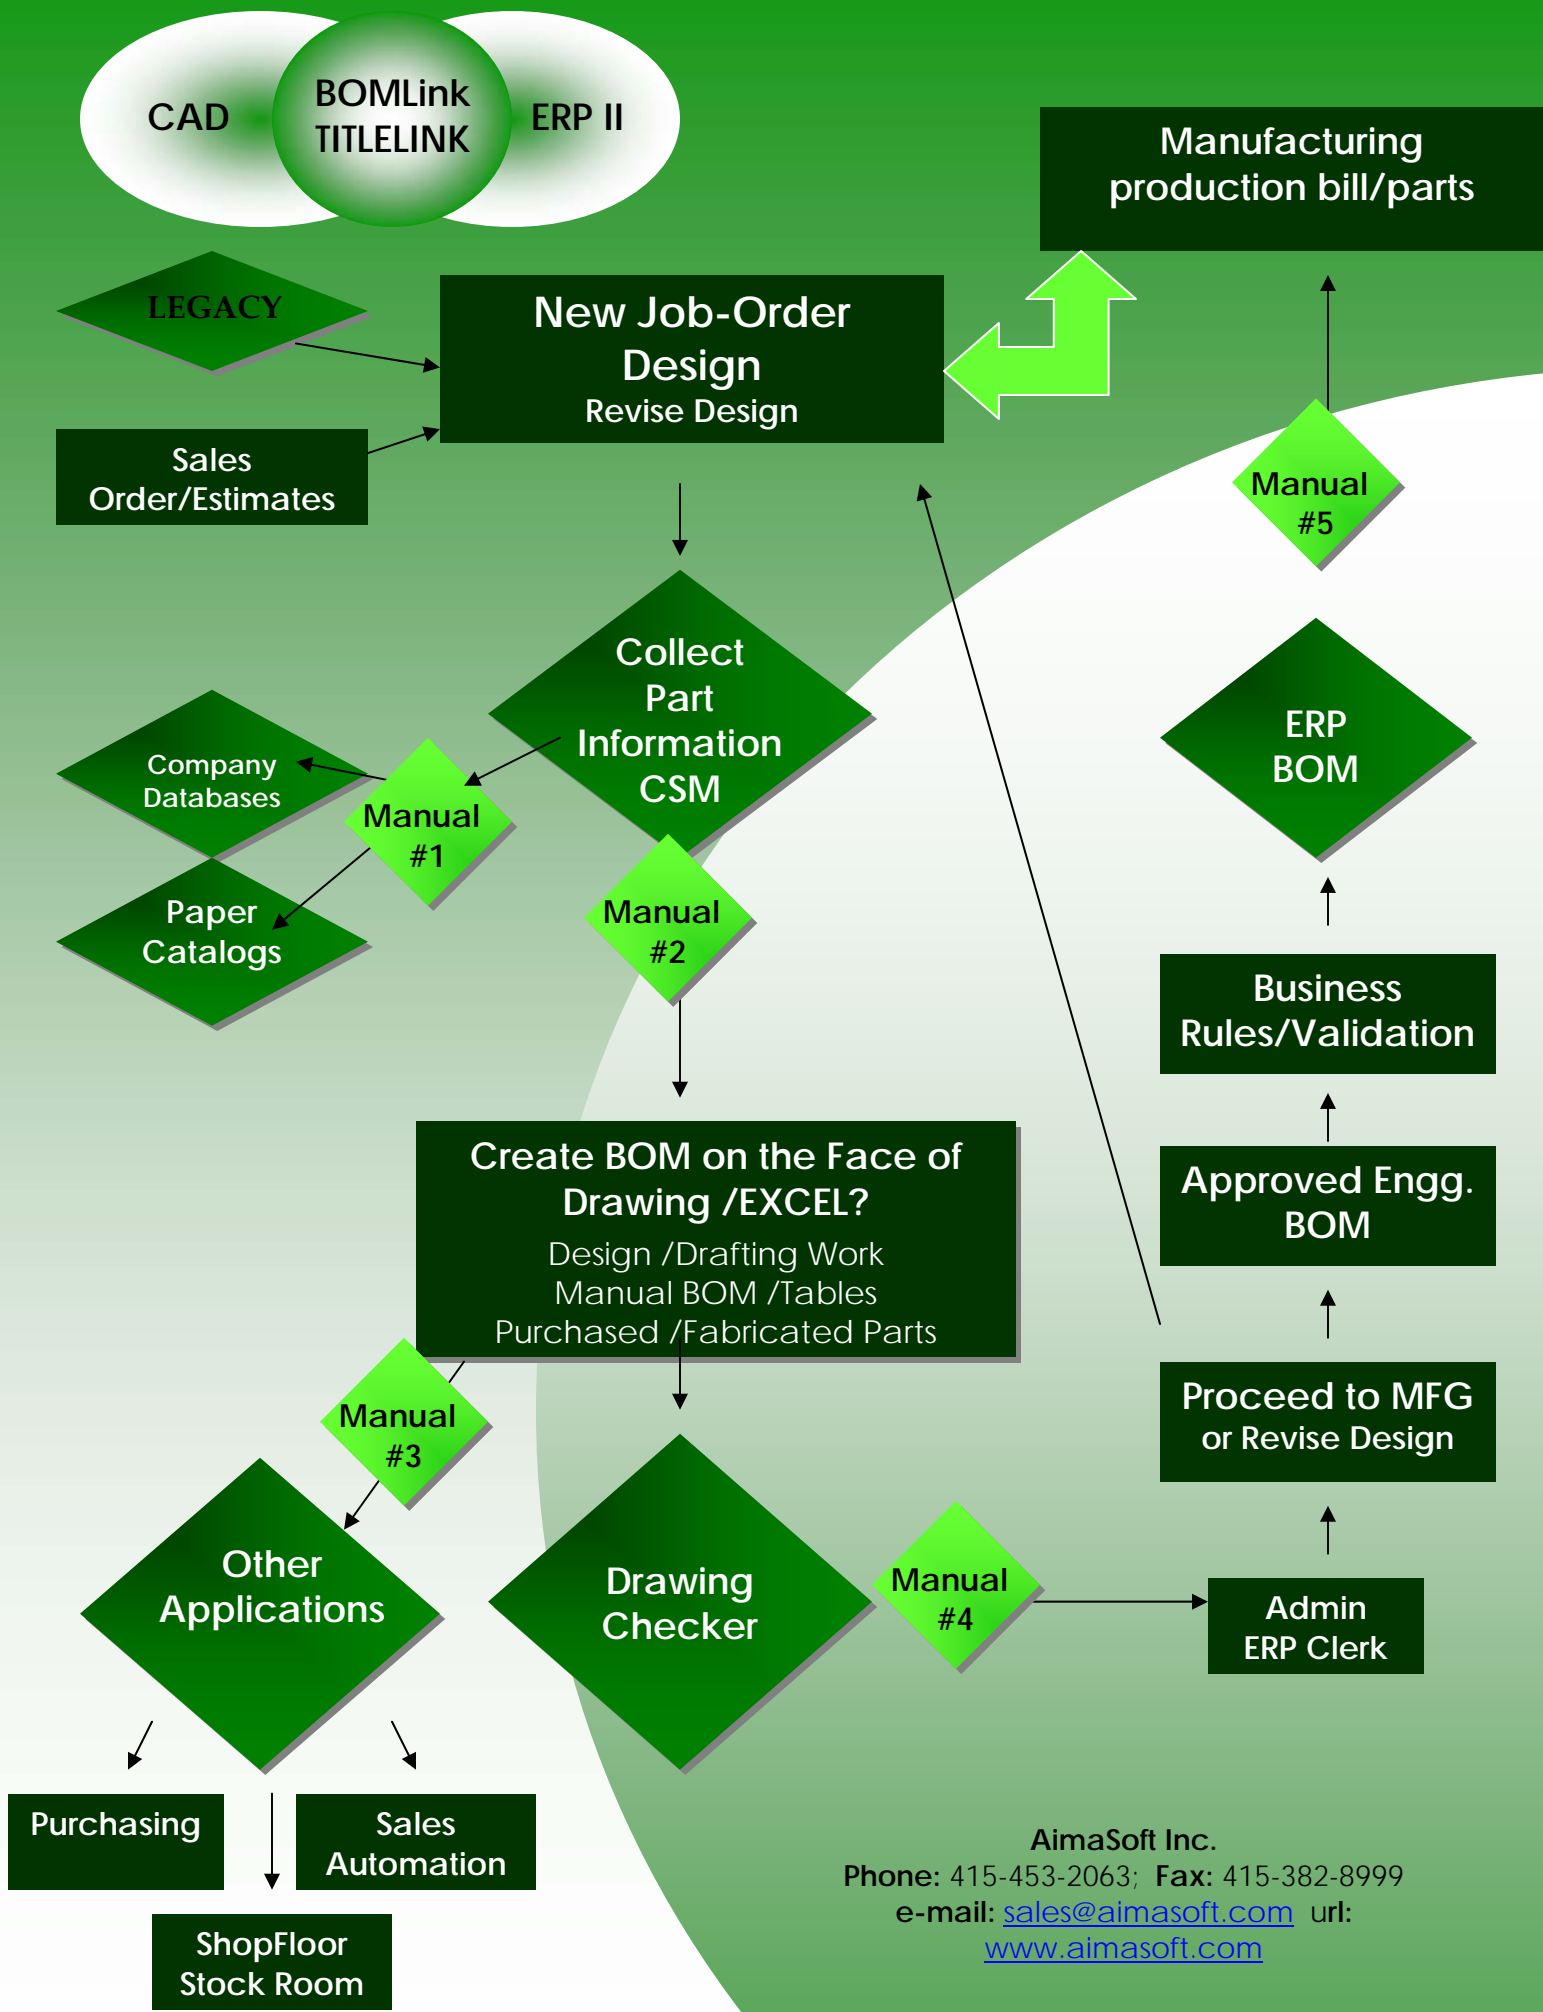 CAD
BOMLink
TITLELINK
ERP II
Manufacturing
production bill/parts
LEGACY
New Job-Order
Design
Revise Design
Sales
Order/Estimates
Manual
#5
Collect
Part
Information
CSM
ERP
BOM
Company
Databases
Manual
#1
Paper
Catalogs
Manual
#2
Business
Rules/Validation
Create BOM on the Face of
Drawing /EXCEL?
Design /Drafting Work
Manual BOM /Tables
Purchased /Fabricated Parts
Approved Engg.
BOM
Proceed to MFG
or Revise Design
Manual
#3
Other
Applications
Drawing
Checker
Manual
#4
Admin
ERP Clerk
Purchasing
Sales
Automation
ShopFloor
Stock Room
AimaSoft Inc.
Phone: 415-453-2063; Fax: 415-382-8999
e-mail: sales@aimasoft.com url:
www.aimasoft.com